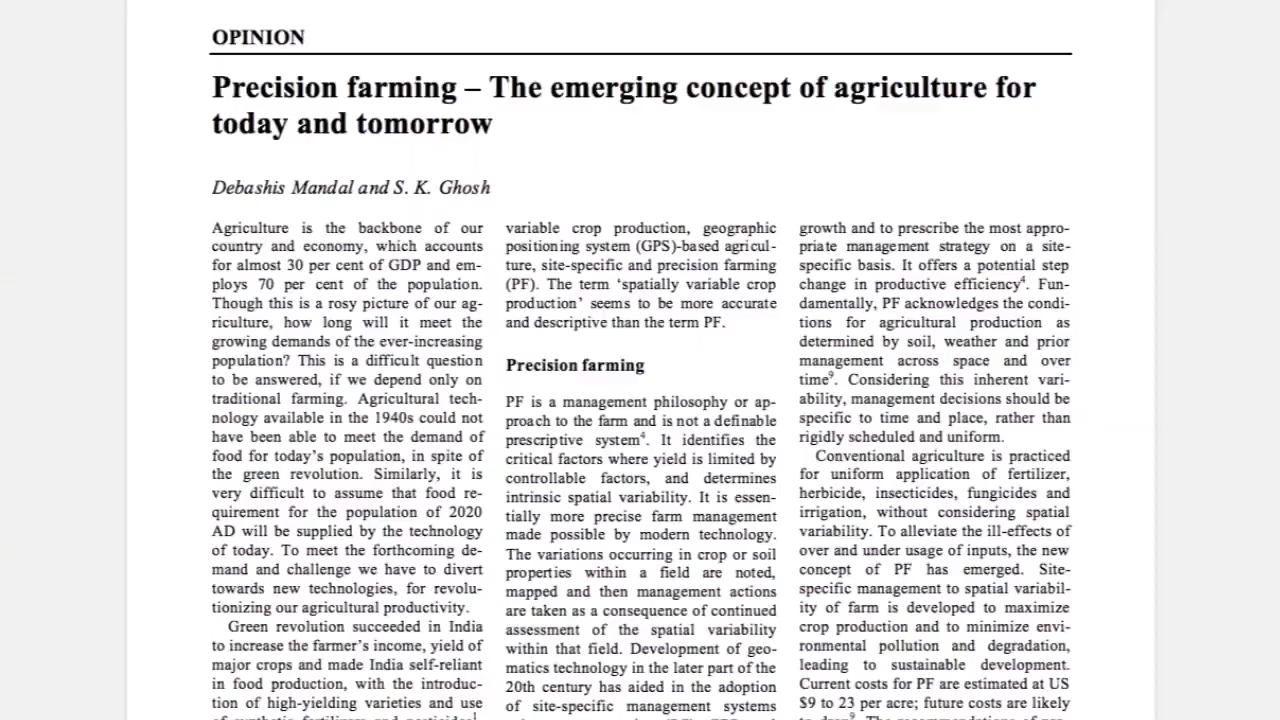 OPINION
Precision farming – The emerging concept of agriculture for
today and tomorrow
Debashis Mandal and S. K. Ghosh
Agriculture is the backbone of our
country and economy, which accounts
for almost 30 per cent of GDP and em-
ploys 70 per cent of the population.
Though this is a rosy picture of our ag-
riculture, how long will it meet the
growing demands of the ever-increasing
population? This is a difficult question
to be answered, if we depend only on
traditional farming. Agricultural tech-
nology available in the 1940s could not
have been able to meet the demand of
food for today's population, in spite of
the green revolution. Similarly, it is
very difficult to assume that food re-
quirement for the population of 2020
AD will be supplied by the technology
of today. To meet the forthcoming de-
mand and challenge we have to divert
towards new technologies, for revolu-
tionizing our agricultural productivity.
Green revolution succeeded in India
to increase the farmer's income, yield of
major crops and made India self-reliant
in food production, with the introduc-
tion of high-yielding varieties and use
of synthetic fertilizers and pesticides¹
variable crop production, geographic
positioning system (GPS)-based agricul-
ture, site-specific and precision farming
(PF). The term 'spatially variable crop
production' seems to be more accurate
and descriptive than the term PF.
Precision farming
PF is a management philosophy or ap-
proach to the farm and is not a definable
prescriptive system⁴. It identifies the
critical factors where yield is limited by
controllable factors, and determines
intrinsic spatial variability. It is essen-
tially more precise farm management
made possible by modern technology.
The variations occurring in crop or soil
properties within a field are noted,
mapped and then management actions
are taken as a consequence of continued
assessment of the spatial variability
within that field. Development of geo-
matics technology in the later part of the
20th century has aided in the adoption
of site-specific management systems
growth and to prescribe the most appro-
priate management strategy on a site-
specific basis. It offers a potential step
change in productive efficiency⁴. Fun-
damentally, PF acknowledges the condi-
tions for agricultural production as
determined by soil, weather and prior
management across space and over
time⁹. Considering this inherent vari-
ability, management decisions should be
specific to time and place, rather than
rigidly scheduled and uniform.
Conventional agriculture is practiced
for uniform application of fertilizer,
herbicide, insecticides, fungicides and
irrigation, without considering spatial
variability. To alleviate the ill-effects of
over and under usage of inputs, the new
concept of PF has emerged. Site-
specific management to spatial variabil-
ity of farm is developed to maximize
crop production and to minimize envi-
ronmental pollution and degradation,
leading to sustainable development.
Current costs for PF are estimated at US
$9 to 23 per acre; future costs are likely